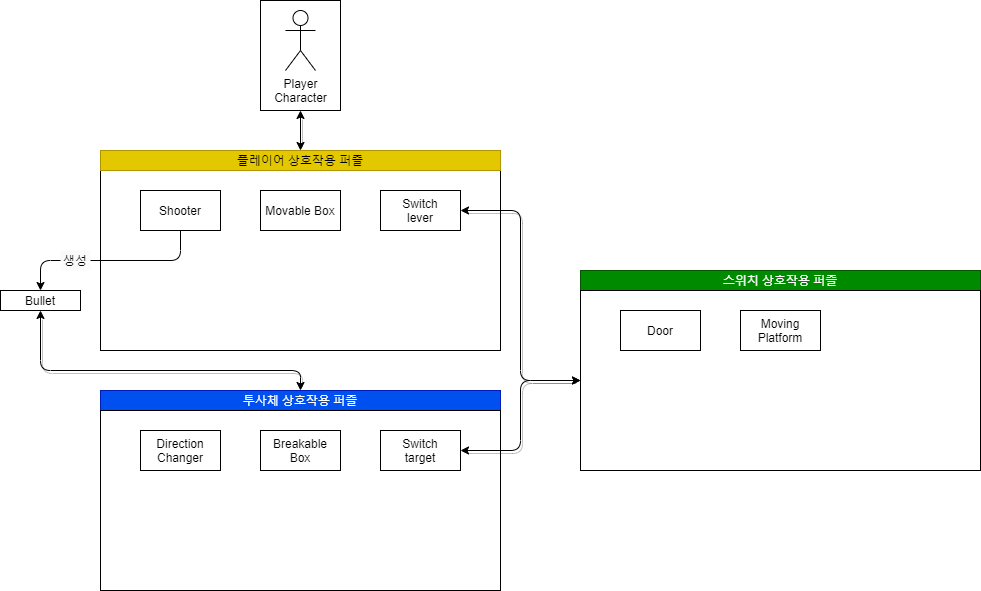 Player
Character
플레이어 상호작용 퍼즐
Shooter
Movable Box
Switch
lever
생성
Bullet
스위치 상호작용 퍼즐
Door
Moving
Platform
투사체 상호작용 퍼즐
Direction
Changer
Breakable
Box
Switch
target